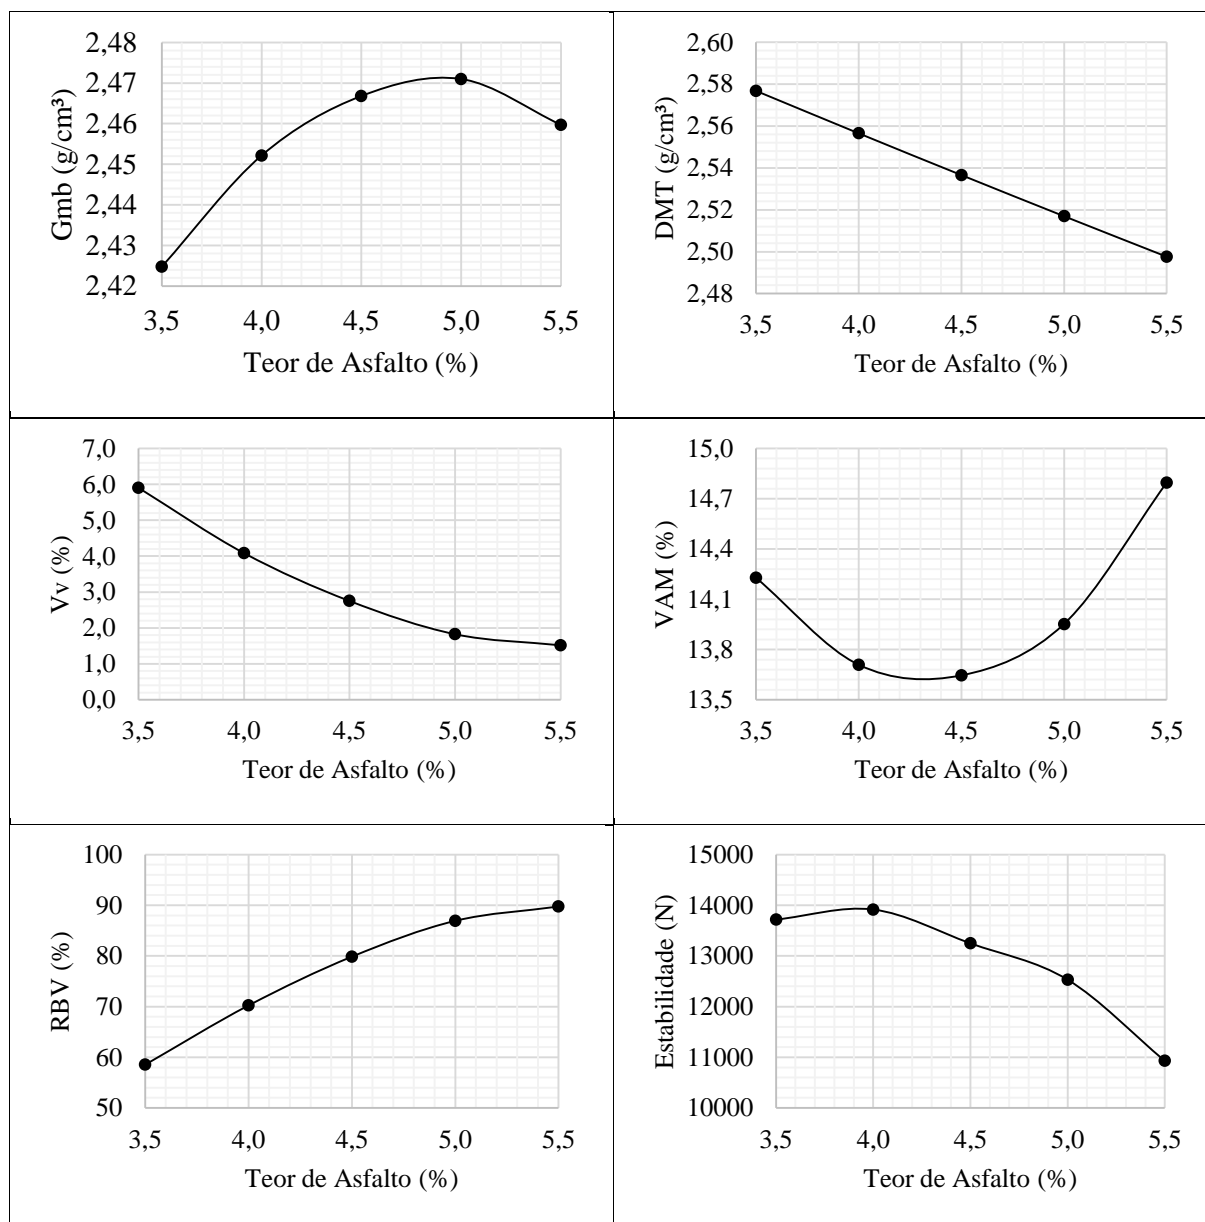 Gmb (g/cm³)
2,48
2,47
2,46
2,45
2,44
2,43
2,42
3,5 4,0 4,5 5,0 5,5
Teor de Asfalto (%)
DMT (g/cm³)
2,60
2,58
2,56
2,54
2,52
2,50
2,48
3,5 4,0 4,5 5,0 5,5
Teor de Asfalto (%)
Vv (%)
7,0
6,0
5,0
4,0
3,0
2,0
1,0
0,0
3,5 4,0 4,5 5,0 5,5
Teor de Asfalto (%)
VAM (%)
15,0
14,7
14,4
14,1
13,8
13,5
3,5 4,0 4,5 5,0 5,5
Teor de Asfalto (%)
RBV (%)
100
90
80
70
60
50
3,5 4,0 4,5 5,0 5,5
Teor de Asfalto (%)
Estabilidade (N)
15000
14000
13000
12000
11000
10000
3,5 4,0 4,5 5,0 5,5
Teor de Asfalto (%)